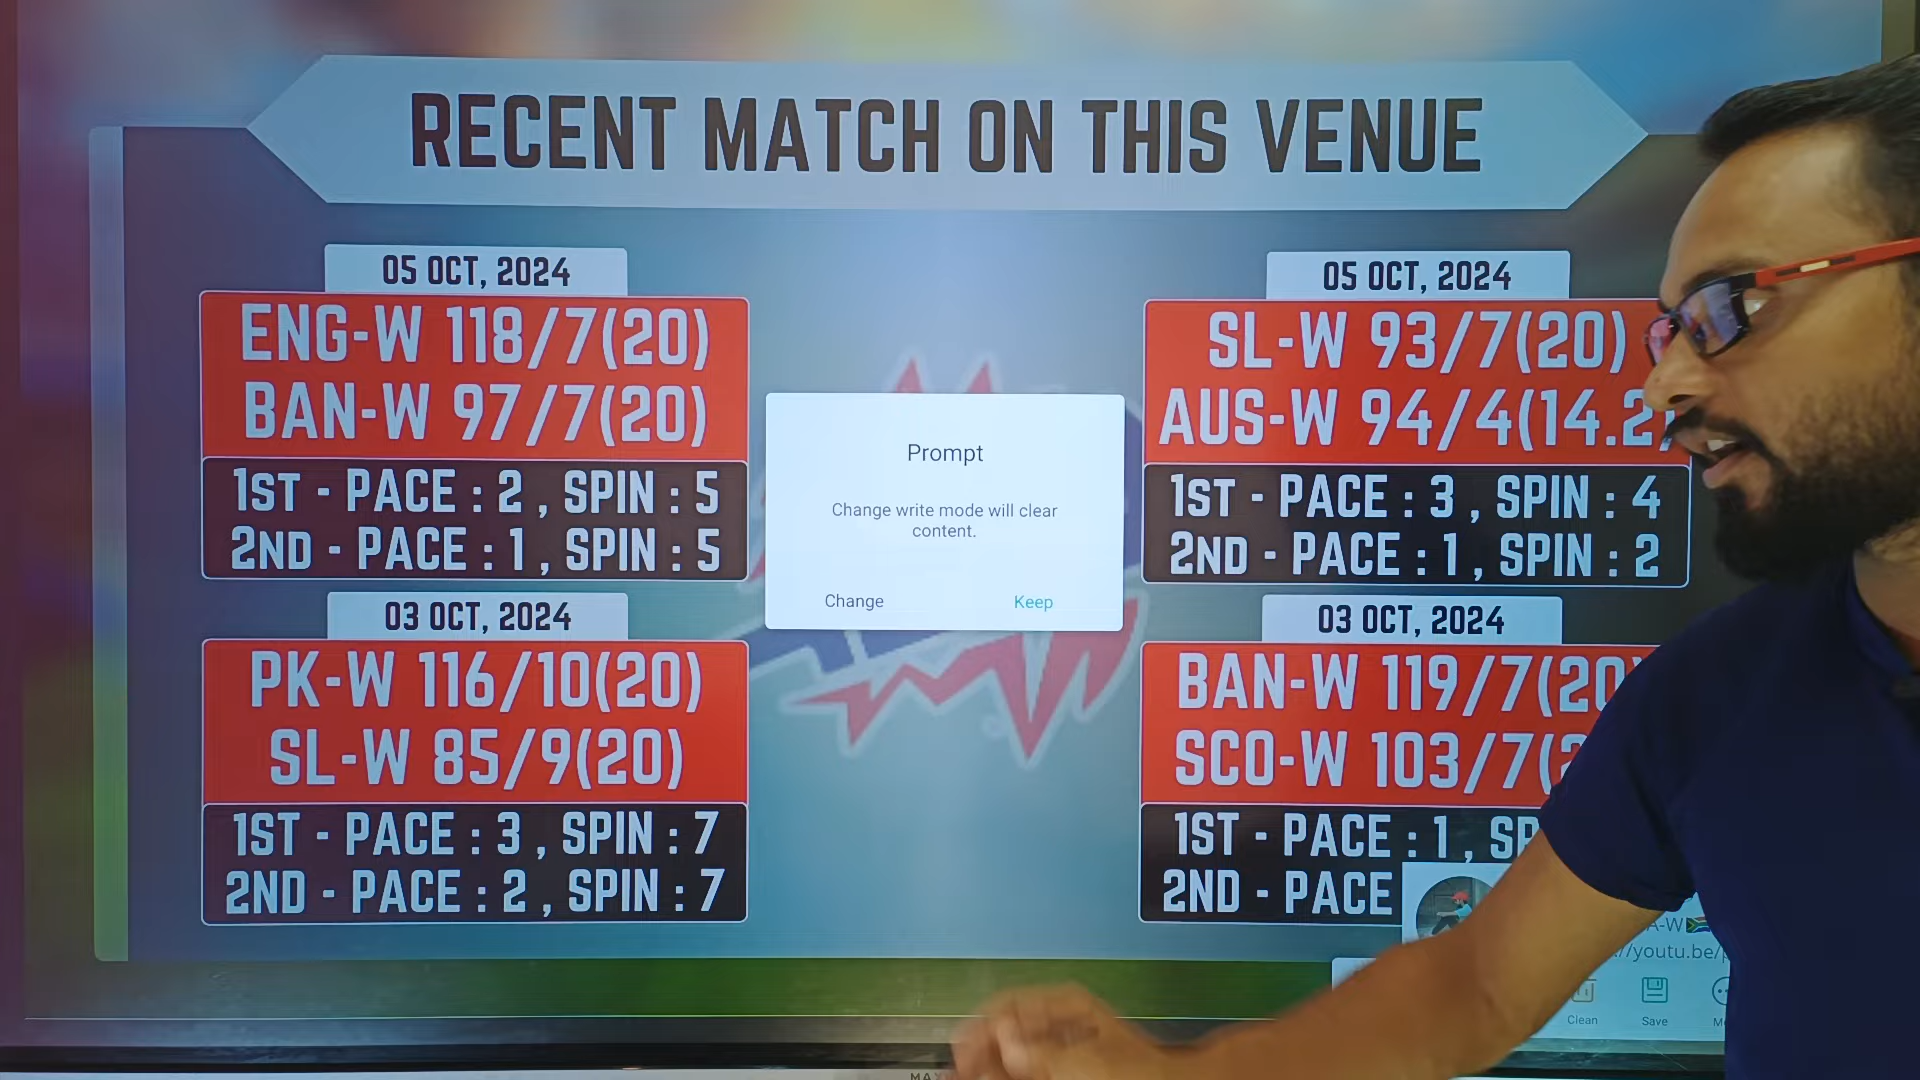 RECENT MATCH ON THIS VENUE
05 OCT, 2024
ENG-W 118/7(20)
BAN-W 97/7(20)
1ST - PACE : 2 , SPIN : 5
2ND - PACE : 1 , SPIN : 5
05 OCT, 2024
SL-W 93/7(20)
AUS-W 94/4(14.2)
1ST - PACE : 3 , SPIN : 4
2ND - PACE : 1 , SPIN : 2
Prompt
Change write mode will clear
content.
Change Keep
03 OCT, 2024
PK-W 116/10(20)
SL-W 85/9(20)
1ST - PACE : 3 , SPIN : 7
2ND - PACE : 2 , SPIN : 7
03 OCT, 2024
BAN-W 119/7(20)
SCO-W 103/7(2
1ST - PACE : 1 , SP
2ND - PACE
A-W
//youtu.be/
Clean Save